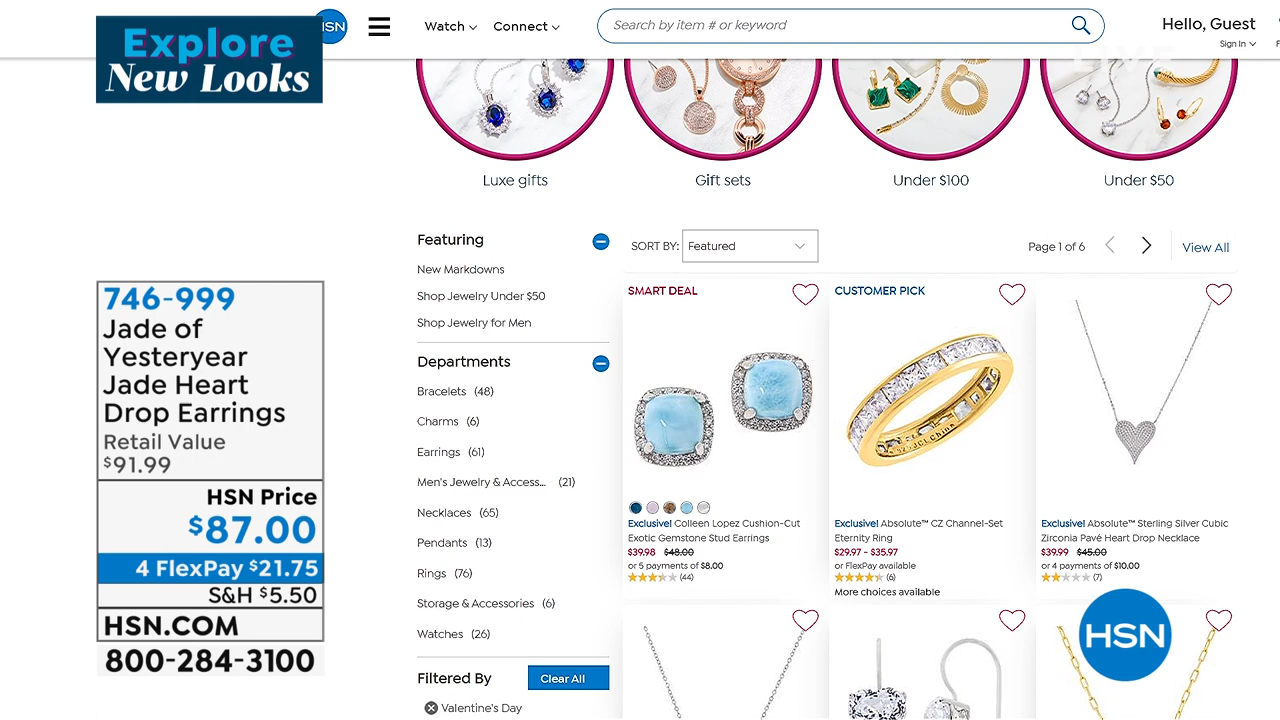 Explore
New Looks
HSN
Watch
Connect
Search by item # or keyword
Hello, Guest
Sign In
LIVE
Luxe gifts
Gift sets
Under $100
Under $50
746-999
Jade of
Yesteryear
Jade Heart
Drop Earrings
Retail Value
$91.99
HSN Price
$87.00
4 FlexPay $21.75
S&H $5.50
HSN.COM
800-284-3100
Featuring
New Markdowns
Shop Jewelry Under $50
Shop Jewelry for Men
Departments
Bracelets (48)
Charms (6)
Earrings (61)
Men's Jewelry & Access... (21)
Necklaces (65)
Pendants (13)
Rings (76)
Storage & Accessories (6)
Watches (26)
Filtered By
Clear All
Valentine's Day
SORT BY: Featured
Page 1 of 6
View All
SMART DEAL
Exclusive! Colleen Lopez Cushion-Cut
Exotic Gemstone Stud Earrings
$39.98 $48.00
or 5 payments of $8.00
(44)
CUSTOMER PICK
Exclusive! Absolute™ CZ Channel-Set
Eternity Ring
$29.97 - $35.97
or FlexPay available
(6)
More choices available
Exclusive! Absolute™ Sterling Silver Cubic
Zirconia Pavé Heart Drop Necklace
$39.99 $45.00
or 4 payments of $10.00
(7)
HSN